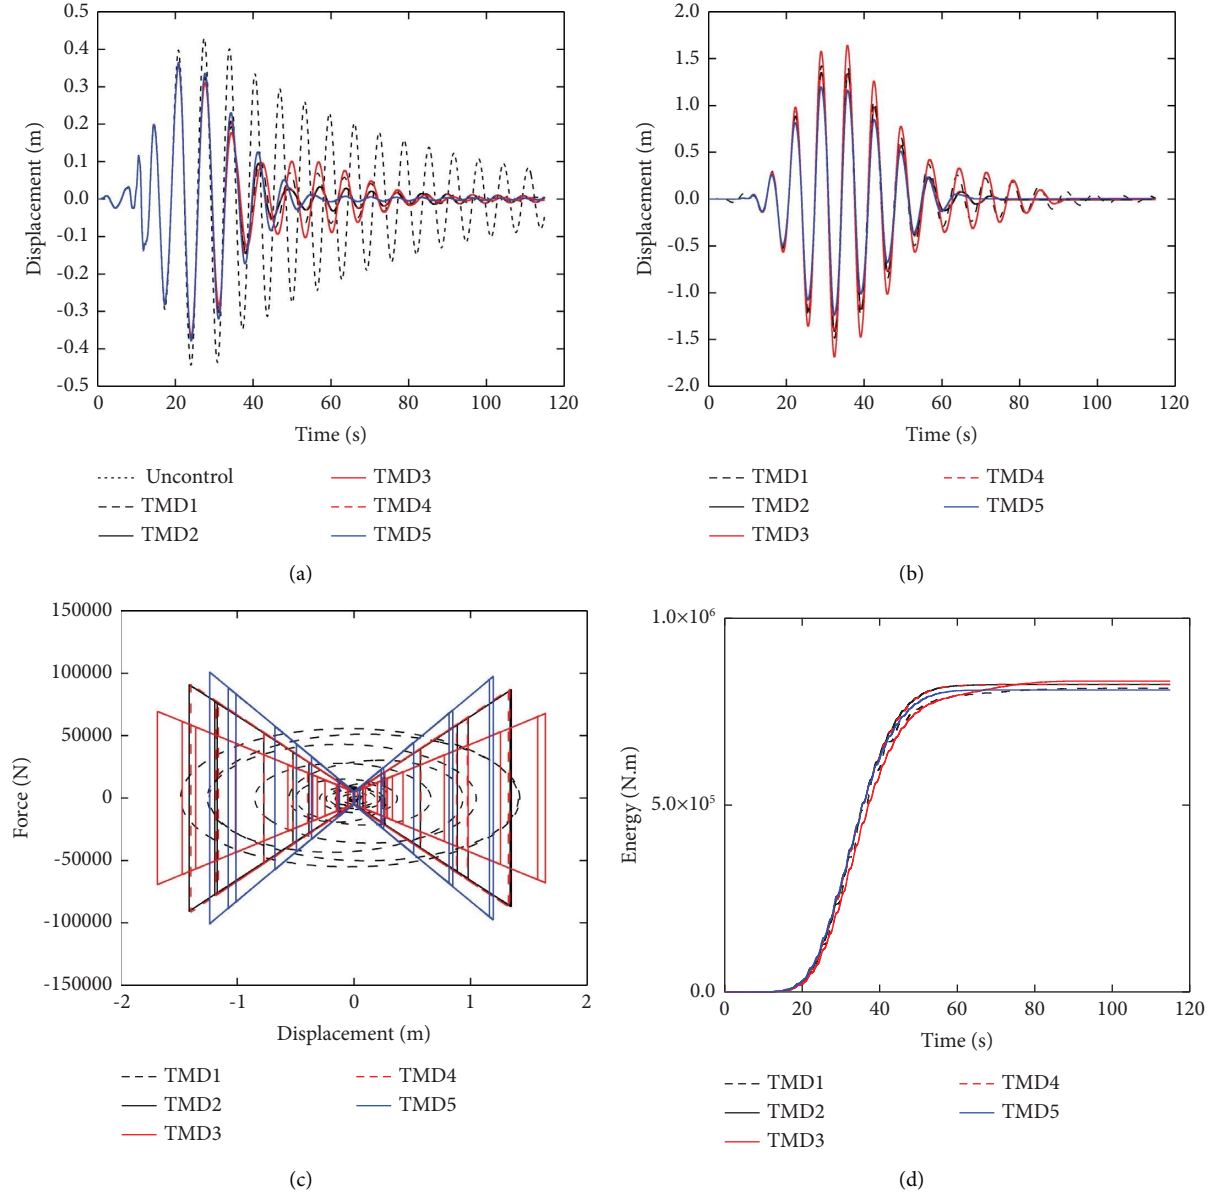 0.5
0.4
0.3
0.2
0.1
0.0
-0.1
-0.2
-0.3
-0.4
-0.5
Displacement (m)
0 20 40 60 80 100 120
Time (s)
Uncontrol
TMD1
TMD2
TMD3
TMD4
TMD5
(a)
2.0
1.5
1.0
0.5
0.0
-0.5
-1.0
-1.5
-2.0
Displacement (m)
0 20 40 60 80 100 120
Time (s)
TMD1
TMD2
TMD3
TMD4
TMD5
(b)
150000
100000
50000
0
-50000
-100000
-150000
Force (N)
-2 -1 0 1 2
Displacement (m)
TMD1
TMD2
TMD3
TMD4
TMD5
(c)
1.0×10⁶
5.0×10⁵
0.0
Energy (N.m)
0 20 40 60 80 100 120
Time (s)
TMD1
TMD2
TMD3
TMD4
TMD5
(d)